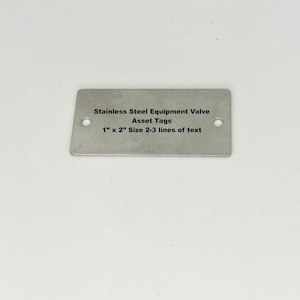 Stainless Steel Equipment Valve
Asset Tags
1" x 2" Size 2-3 lines of text